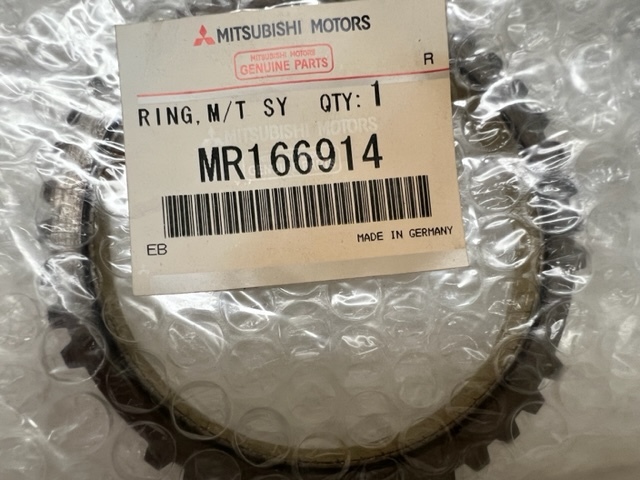 MITSUBISHI MOTORS
MITSUBISHI MOTORS
GENUINE PARTS
R
RING, M/T SY QTY: 1
MITSUBISHI MOTORS
MR166914
EB
MADE IN GERMANY